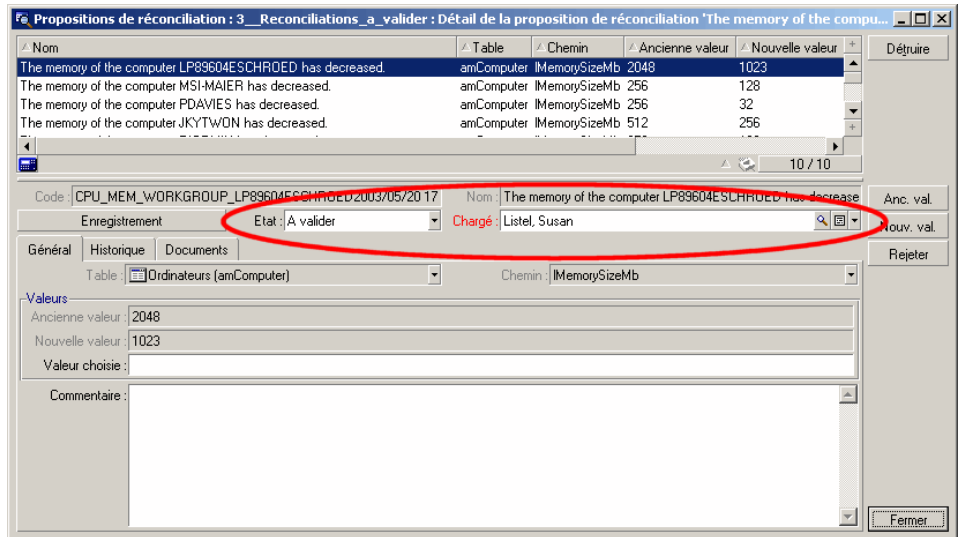 Propositions de réconciliation : 3__Reconciliations_a_valider : Détail de la proposition de réconciliation 'The memory of the compu...
Nom Table Chemin Ancienne valeur Nouvelle valeur
Détruire
The memory of the computer LP89604ESCHROED has decreased. amComputer lMemorySizeMb 2048 1023
The memory of the computer MSI-MAIER has decreased. amComputer lMemorySizeMb 256 128
The memory of the computer PDAVIES has decreased. amComputer lMemorySizeMb 256 32
The memory of the computer JKYTWON has decreased. amComputer lMemorySizeMb 512 256
10 / 10
Code : CPU_MEM_WORKGROUP_LP89604ESCHROED2003/05/20 17 Nom : The memory of the computer LP89604ESCHROED has decrease
Anc. val.
Enregistrement Etat : A valider Chargé : Listel, Susan
Nouv. val.
Général Historique Documents
Rejeter
Table : Ordinateurs (amComputer) Chemin : lMemorySizeMb
Valeurs
Ancienne valeur : 2048
Nouvelle valeur : 1023
Valeur choisie :
Commentaire :
Fermer